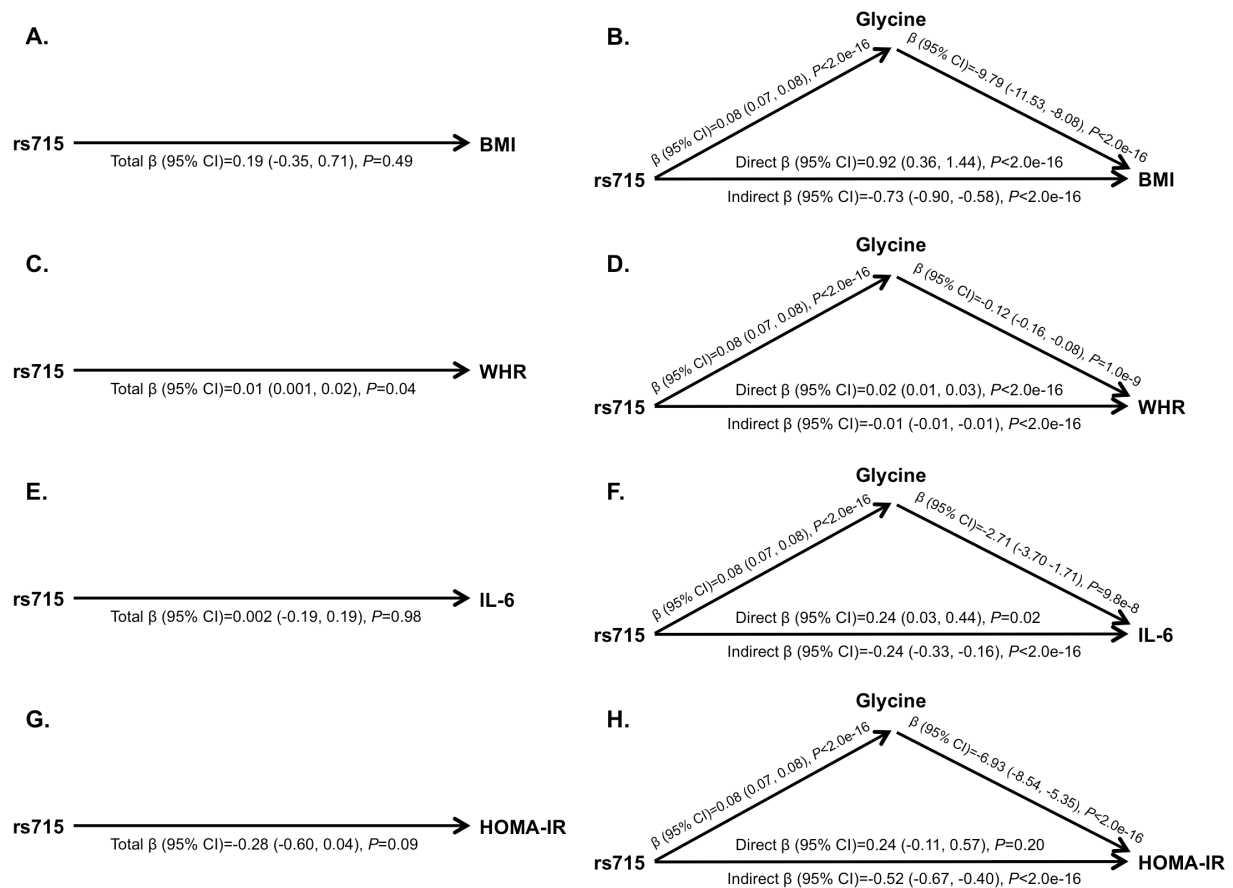 A.
rs715
BMI
Total β (95% CI)=0.19 (-0.35, 0.71), P=0.49
B.
Glycine
β (95% CI)=0.08 (0.07, 0.08), P<2.0e-16
β (95% CI)=-9.79 (-11.53, -8.08), P<2.0e-16
Direct β (95% CI)=0.92 (0.36, 1.44), P<2.0e-16
rs715
BMI
Indirect β (95% CI)=-0.73 (-0.90, -0.58), P<2.0e-16
C.
rs715
WHR
Total β (95% CI)=0.01 (0.001, 0.02), P=0.04
D.
Glycine
β (95% CI)=0.08 (0.07, 0.08), P<2.0e-16
β (95% CI)=-0.12 (-0.16, -0.08), P=1.0e-9
Direct β (95% CI)=0.02 (0.01, 0.03), P<2.0e-16
rs715
WHR
Indirect β (95% CI)=-0.01 (-0.01, -0.01), P<2.0e-16
E.
rs715
IL-6
Total β (95% CI)=0.002 (-0.19, 0.19), P=0.98
F.
Glycine
β (95% CI)=0.08 (0.07, 0.08), P<2.0e-16
β (95% CI)=-2.71 (-3.70 -1.71), P=9.8e-8
Direct β (95% CI)=0.24 (0.03, 0.44), P=0.02
rs715
IL-6
Indirect β (95% CI)=-0.24 (-0.33, -0.16), P<2.0e-16
G.
rs715
HOMA-IR
Total β (95% CI)=-0.28 (-0.60, 0.04), P=0.09
H.
Glycine
β (95% CI)=0.08 (0.07, 0.08), P<2.0e-16
β (95% CI)=-6.93 (-8.54, -5.35), P<2.0e-16
Direct β (95% CI)=0.24 (-0.11, 0.57), P=0.20
rs715
HOMA-IR
Indirect β (95% CI)=-0.52 (-0.67, -0.40), P<2.0e-16